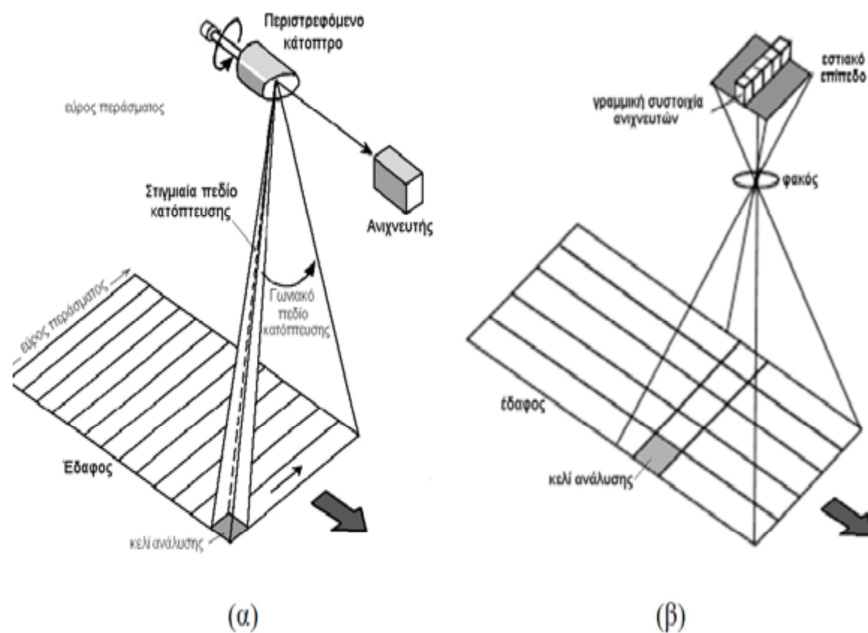 Περιστρεφόμενο
κάτοπτρο
εύρος περάσματος
Στιγμιαία πεδίο
κατόπτευσης
Ανιχνευτής
Γωνιακό
πεδίο
κατόπτευσης
εύρος περάσματος
Έδαφος
κελί ανάλυσης
(α)
εστιακό
επίπεδο
γραμμική συστοιχία
ανιχνευτών
φακός
έδαφος
κελί ανάλυσης
(β)